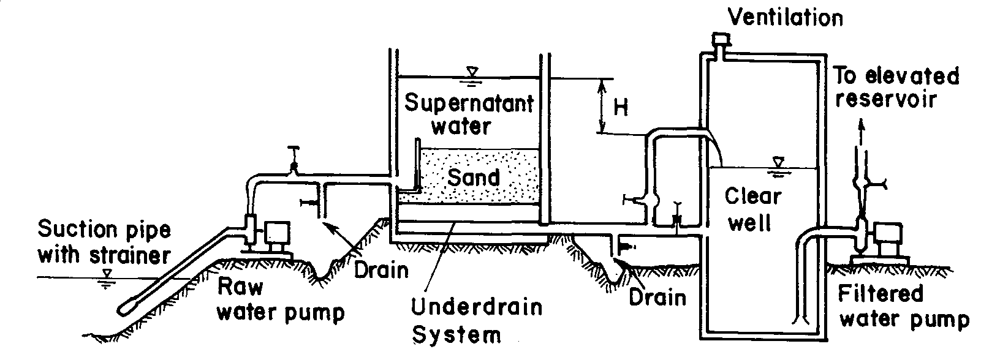 Ventilation
To elevated
reservoir
Supernatant
water
H
Sand
Clear
well
Suction pipe
with strainer
Drain
Raw
water pump
Underdrain
System
Drain
Filtered
water pump